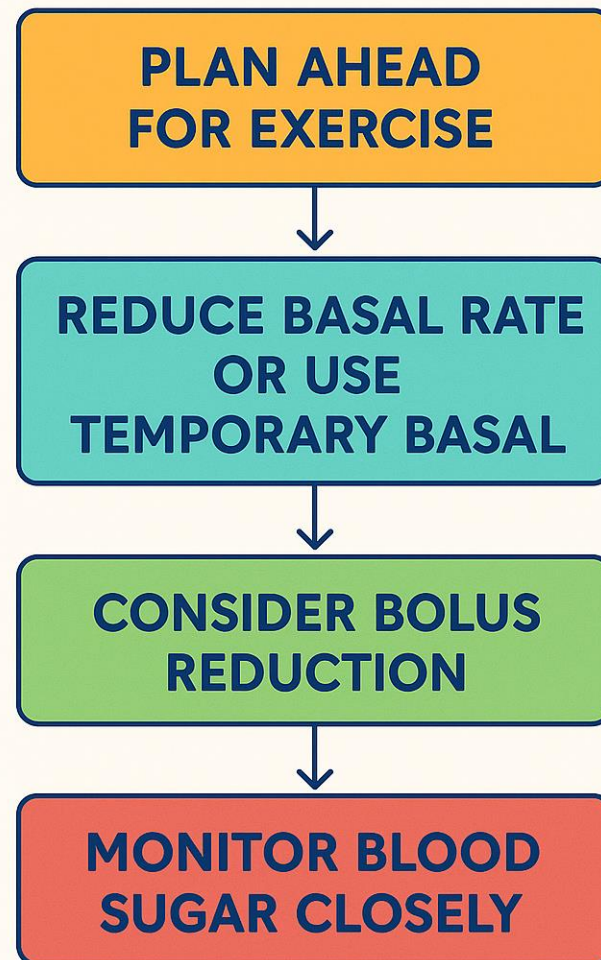 PLAN AHEAD
FOR EXERCISE
REDUCE BASAL RATE
OR USE
TEMPORARY BASAL
CONSIDER BOLUS
REDUCTION
MONITOR BLOOD
SUGAR CLOSELY